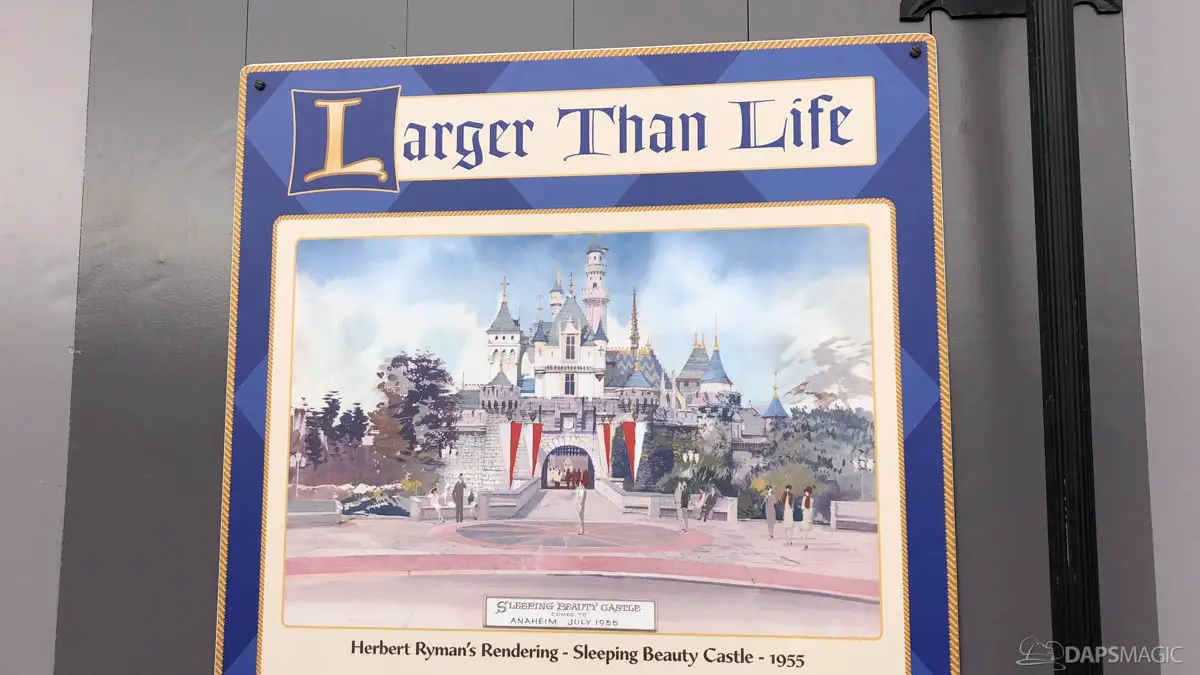 Larger Than Life
SLEEPING BEAUTY CASTLE
COMES TO
ANAHEIM JULY 1955
Herbert Ryman's Rendering - Sleeping Beauty Castle - 1955
DAPSMAGIC